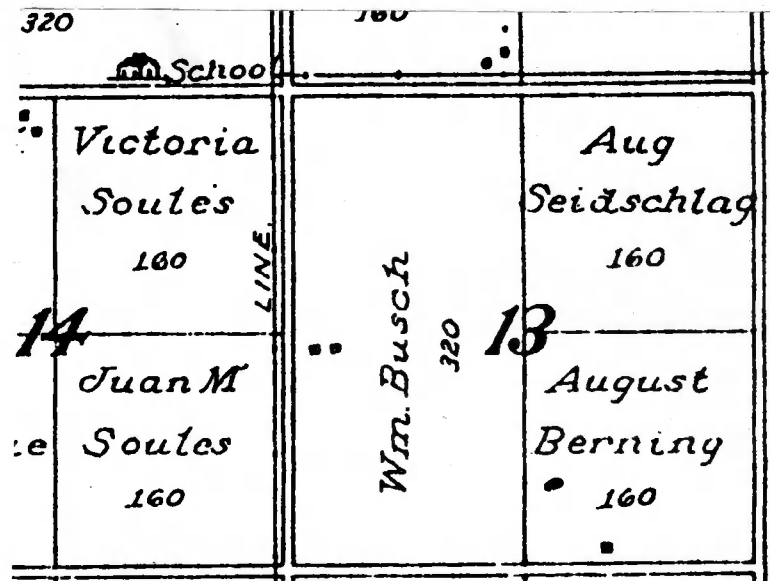 320
160
School
Victoria
Soules
160
LINE
14
Juan M
Soules
160
Wm. Busch
320
13
Aug
Seidschlag
160
August
Berning
160